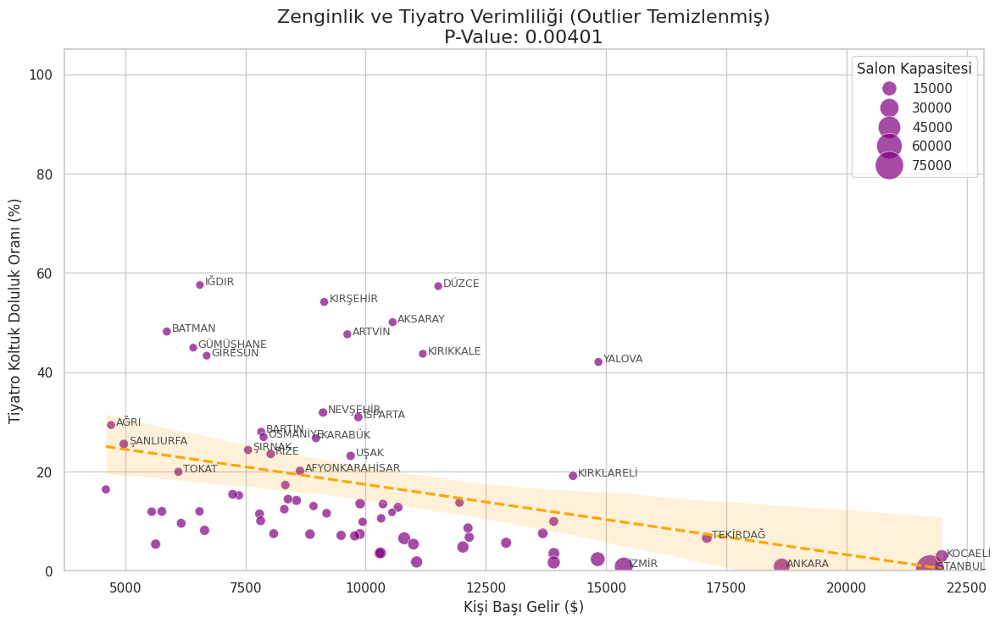 Zenginlik ve Tiyatro Verimliliği (Outlier Temizlenmiş)
P-Value: 0.00401
Salon Kapasitesi
15000
30000
45000
60000
75000
Tiyatro Koltuk Doluluk Oranı (%)
100
80
60
40
20
0
IĞDIR
DÜZCE
KIRŞEHİR
AKSARAY
BATMAN
ARTVİN
GÜMÜŞHANE
GİRESUN
KIRIKKALE
YALOVA
NEVŞEHİR
ISPARTA
AĞRI
BARTIN
OSMANİYE
KARABÜK
ŞANLIURFA
ŞIRNAK
RİZE
UŞAK
TOKAT
AFYONKARAHİSAR
KIRKLARELİ
TEKİRDAĞ
KOCAELİ
İZMİR
ANKARA
İSTANBUL
5000
7500
10000
12500
15000
17500
20000
22500
Kişi Başı Gelir ($)